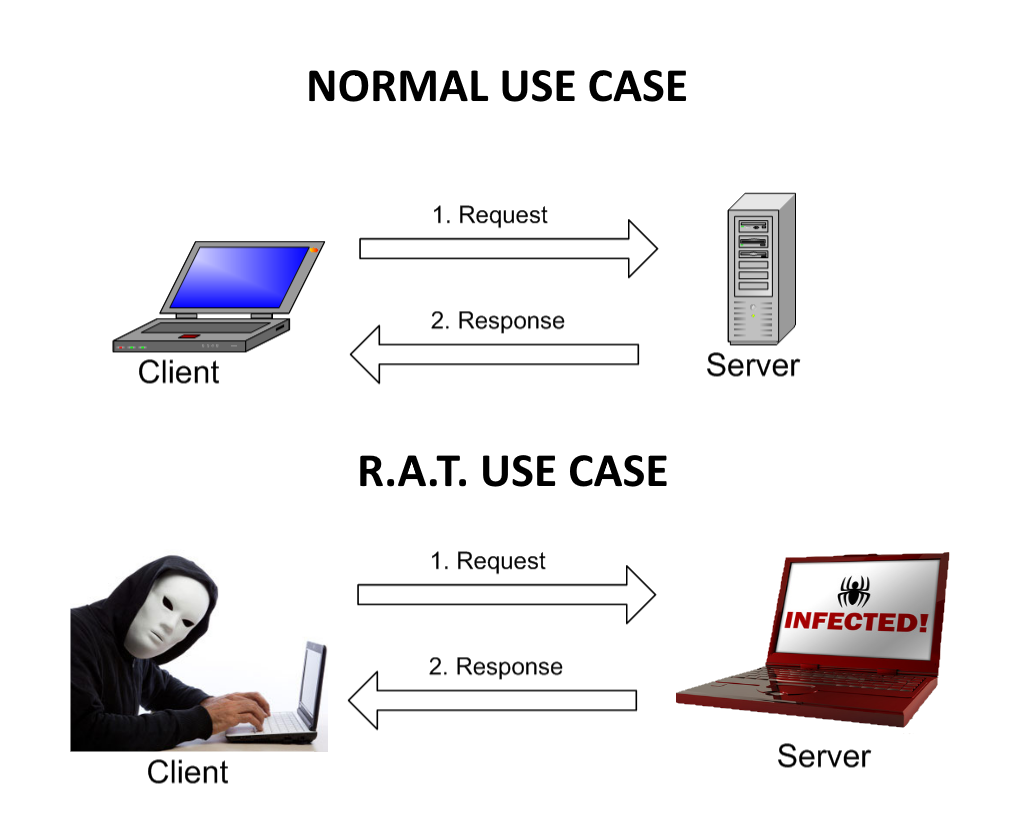 NORMAL USE CASE
1. Request
2. Response
Client
Server
R.A.T. USE CASE
1. Request
INFECTED!
2. Response
Client
Server